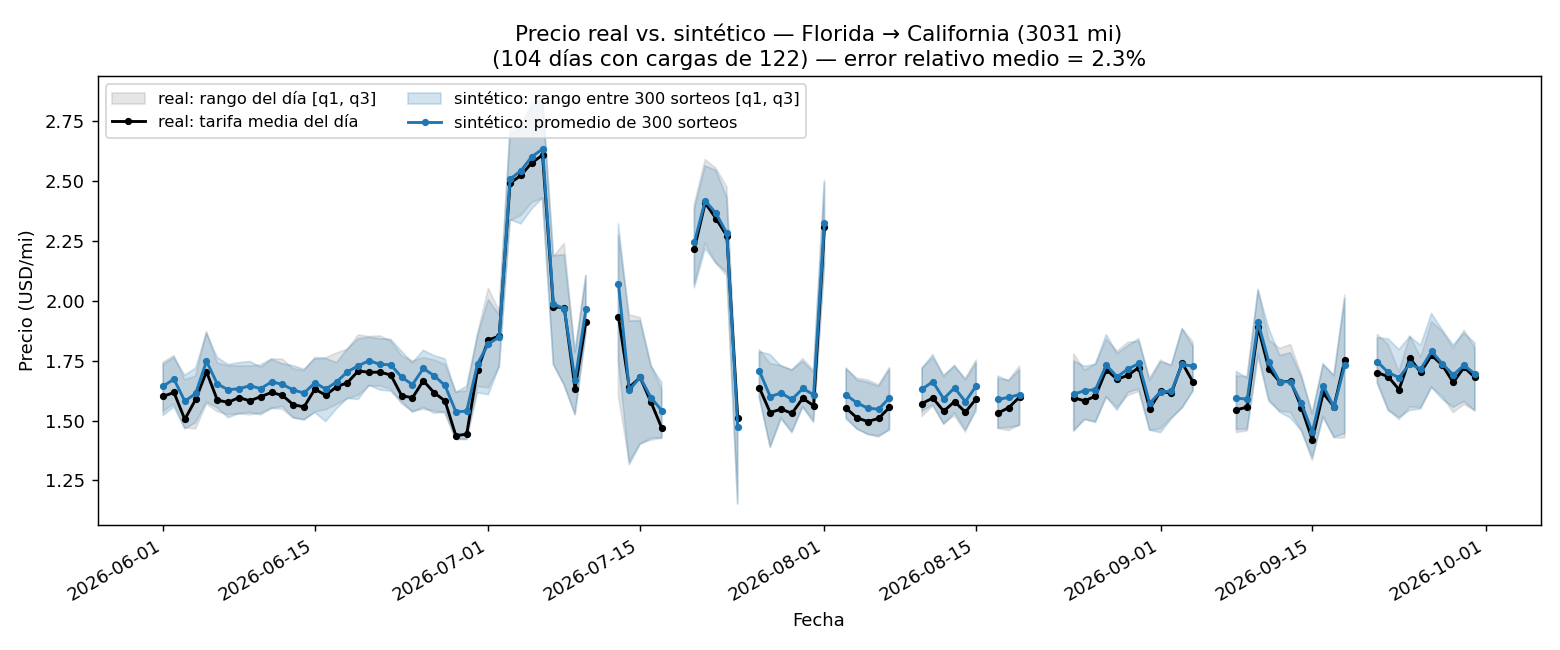 Precio real vs. sintético — Florida → California (3031 mi)
(104 días con cargas de 122) — error relativo medio = 2.3%
real: rango del día [q1, q3]
real: tarifa media del día
sintético: rango entre 300 sorteos [q1, q3]
sintético: promedio de 300 sorteos
Precio (USD/mi)
2.75
2.50
2.25
2.00
1.75
1.50
1.25
2026-06-01
2026-06-15
2026-07-01
2026-07-15
2026-08-01
2026-08-15
2026-09-01
2026-09-15
2026-10-01
Fecha